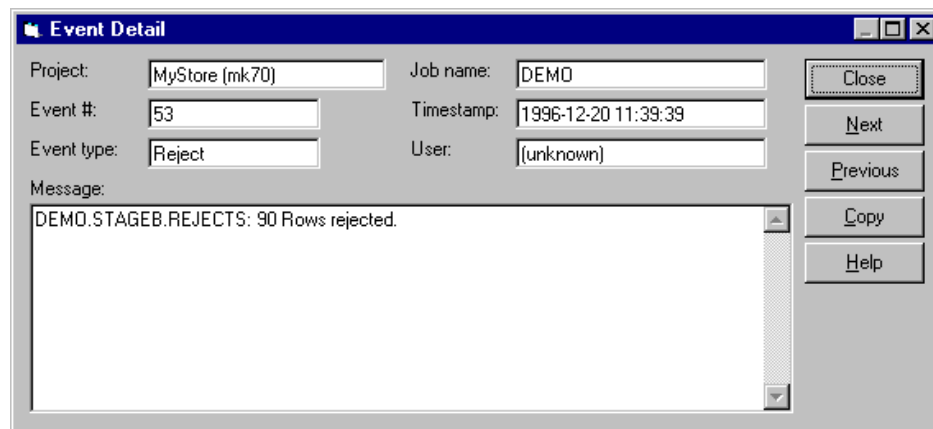 Event Detail
Project: MyStore (mk70) Job name: DEMO Close
Event #: 53 Timestamp: 1996-12-20 11:39:39 Next
Event type: Reject User: (unknown) Previous
Message:
DEMO.STAGEB.REJECTS: 90 Rows rejected. Copy
Help